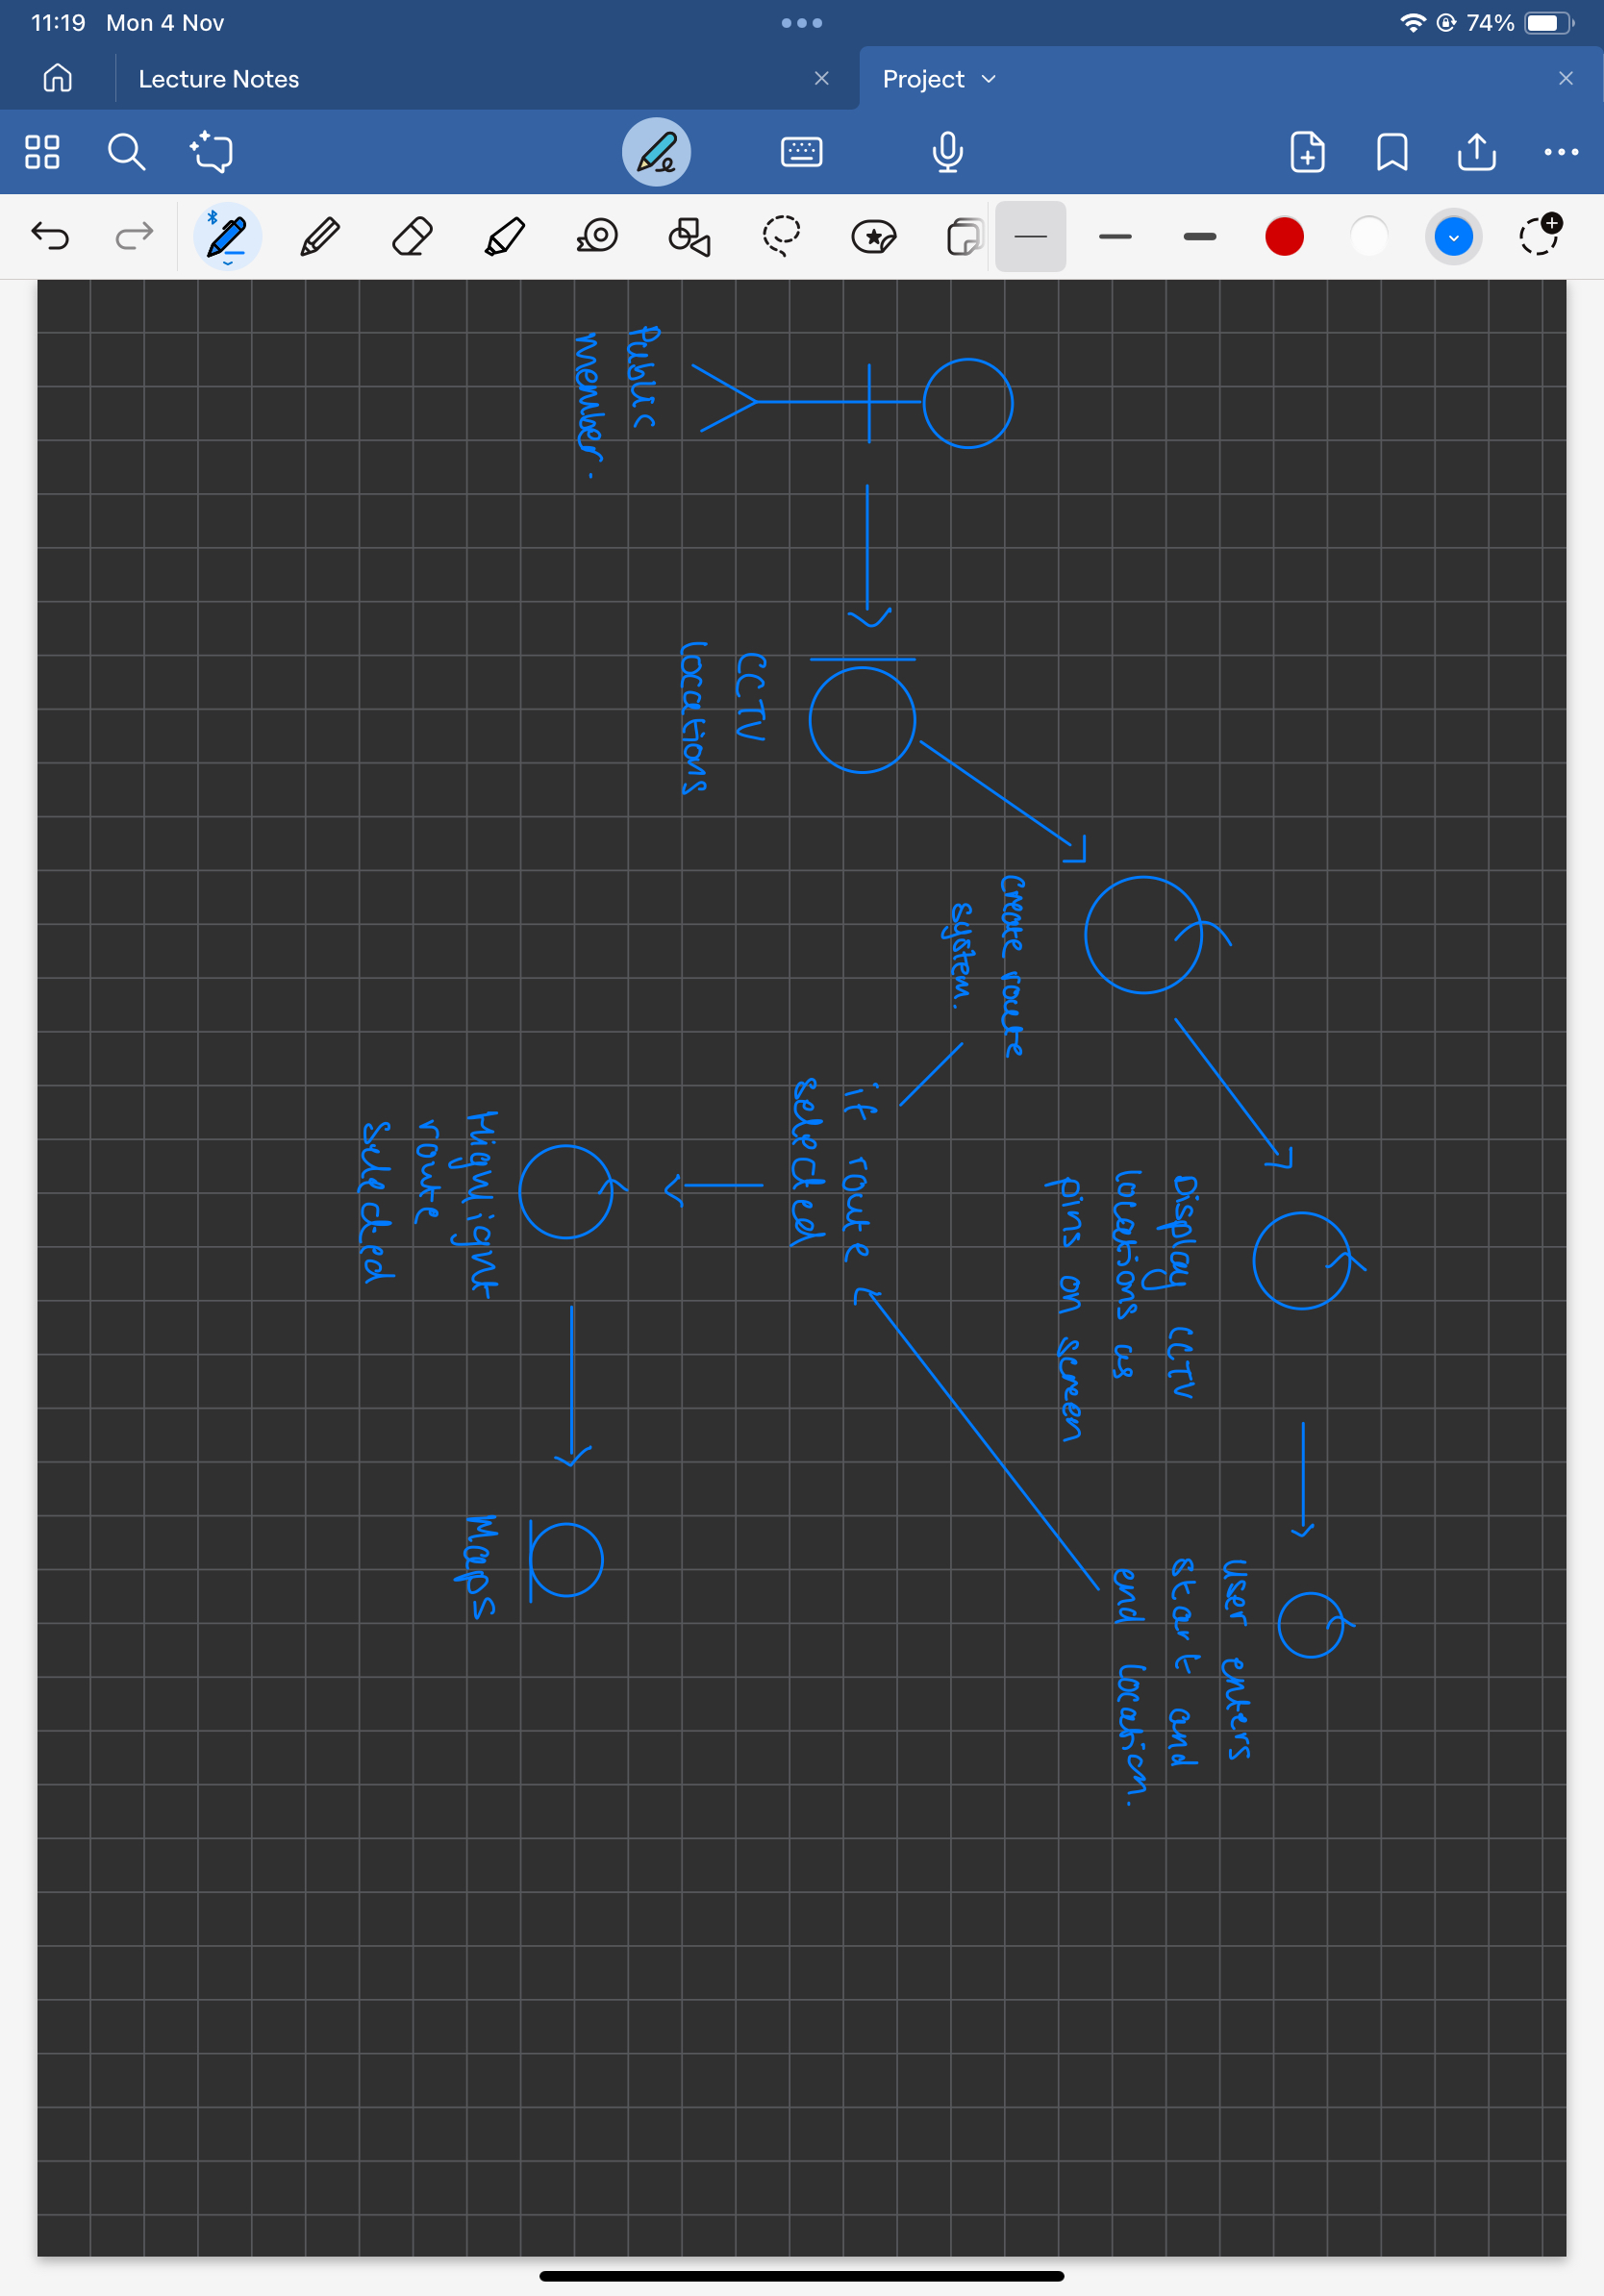 11:19 Mon 4 Nov
74%
Lecture Notes
Project
Public
member.
CCTV
locations
Create route
system.
Display CCTV
locations as
pins on screen
user enters
start and
end location.
if route
selected
Highlight
route
selected
Maps